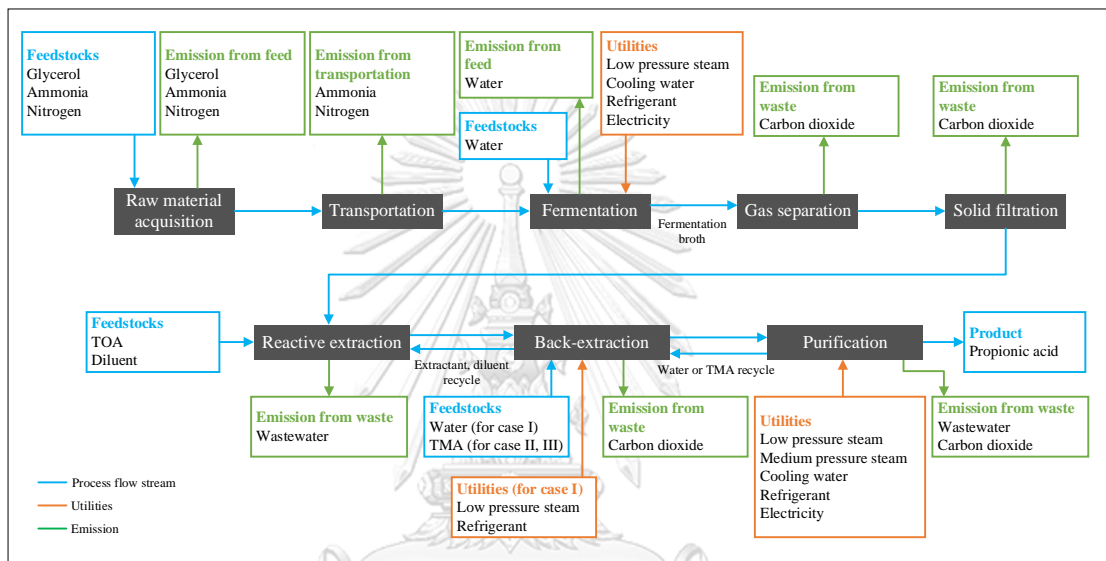 Feedstocks
Glycerol
Ammonia
Nitrogen
Emission from feed
Glycerol
Ammonia
Nitrogen
Emission from
transportation
Ammonia
Nitrogen
Emission from
feed
Water
Feedstocks
Water
Utilities
Low pressure steam
Cooling water
Refrigerant
Electricity
Emission from
waste
Carbon dioxide
Emission from
waste
Carbon dioxide
Raw material
acquisition
Transportation
Fermentation
Fermentation
broth
Gas separation
Solid filtration
Feedstocks
TOA
Diluent
Reactive extraction
Extractant, diluent
recycle
Back-extraction
Water or TMA recycle
Purification
Product
Propionic acid
Emission from waste
Wastewater
Feedstocks
Water (for case I)
TMA (for case II, III)
Emission from
waste
Carbon dioxide
Utilities
Low pressure steam
Medium pressure steam
Cooling water
Refrigerant
Electricity
Emission from waste
Wastewater
Carbon dioxide
Utilities (for case I)
Low pressure steam
Refrigerant
Process flow stream
Utilities
Emission